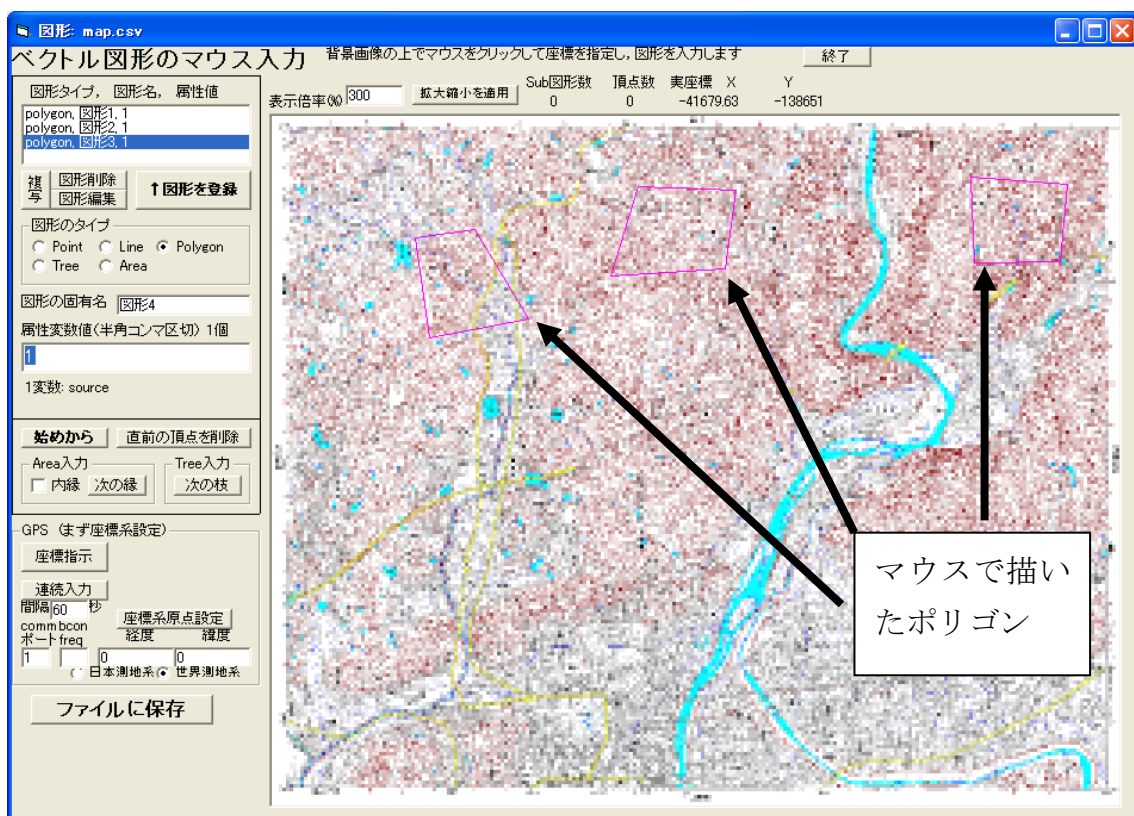 図形: map.csv
ベクトル図形のマウス入力
背景画像の上でマウスをクリックして座標を指定し，図形を入力します
終了
図形タイプ， 図形名， 属性値
polygon, 図形1, 1
polygon, 図形2, 1
polygon, 図形3, 1
表示倍率(%) 300
拡大縮小を適用
Sub図形数 頂点数 実座標 X Y
0 0 -41679.63 -138651
複写
図形削除
図形編集
↑図形を登録
図形のタイプ
Point Line Polygon
Tree Area
図形の固有名 図形4
属性変数値(半角コンマ区切) 1個
1
1変数: source
始めから 直前の頂点を削除
Area入力 Tree入力
内縁 次の縁 次の枝
GPS (まず座標系設定)
座標指示
連続入力
間隔 60 秒
comm bcon
ポート freq
座標系原点設定
経度 緯度
1 0 0
日本測地系 世界測地系
ファイルに保存
マウスで描い
たポリゴン